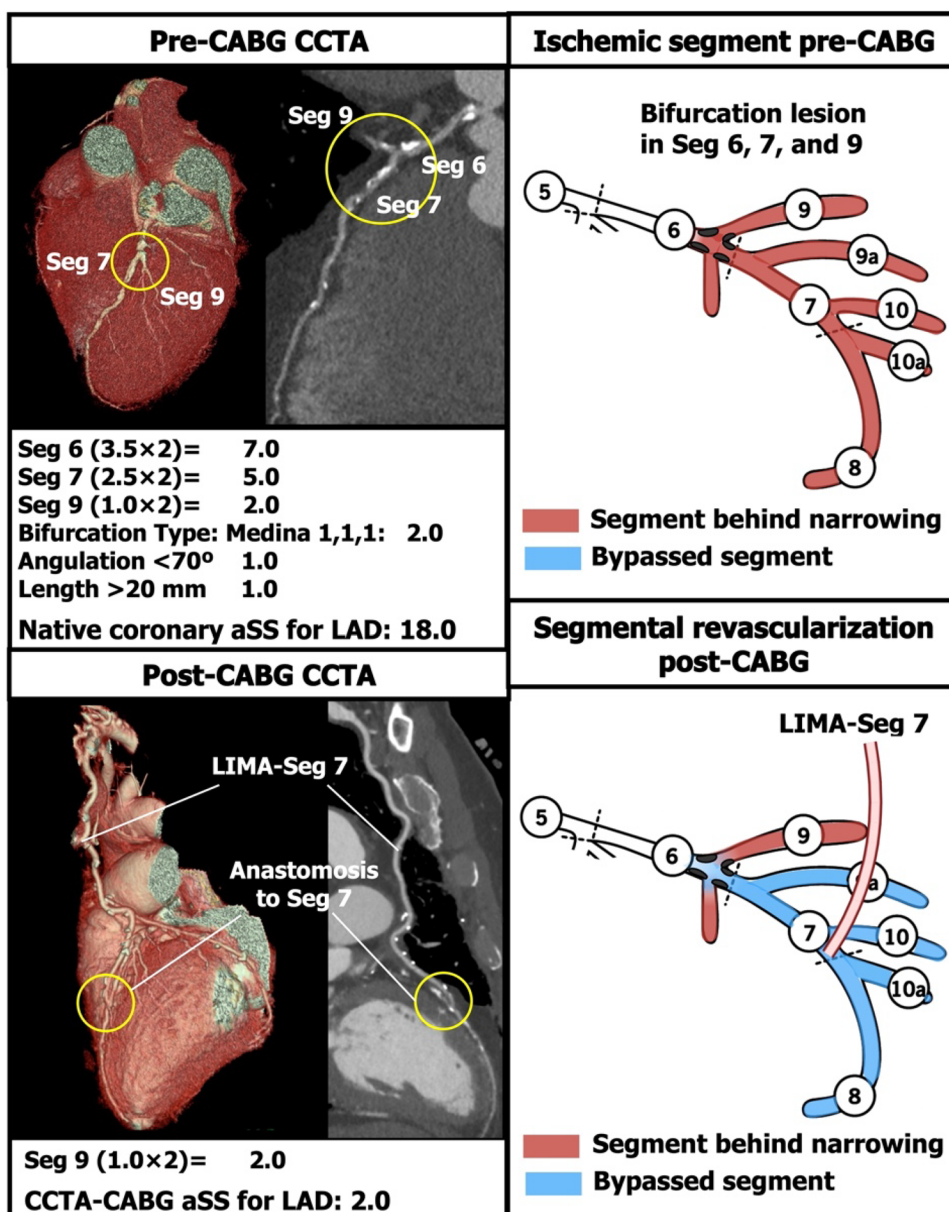 Pre-CABG CCTA
Seg 9
Seg 6
Seg 7
Seg 7
Seg 9
Seg 6 (3.5×2)= 7.0
Seg 7 (2.5×2)= 5.0
Seg 9 (1.0×2)= 2.0
Bifurcation Type: Medina 1,1,1: 2.0
Angulation <70º 1.0
Length >20 mm 1.0
Native coronary aSS for LAD: 18.0
Ischemic segment pre-CABG
Bifurcation lesion
in Seg 6, 7, and 9
5
6
9
9a
7
10
10a
8
Segment behind narrowing
Bypassed segment
Post-CABG CCTA
LIMA-Seg 7
Anastomosis
to Seg 7
Seg 9 (1.0×2)= 2.0
CCTA-CABG aSS for LAD: 2.0
Segmental revascularization
post-CABG
LIMA-Seg 7
5
6
9
a
7
10
10a
8
Segment behind narrowing
Bypassed segment